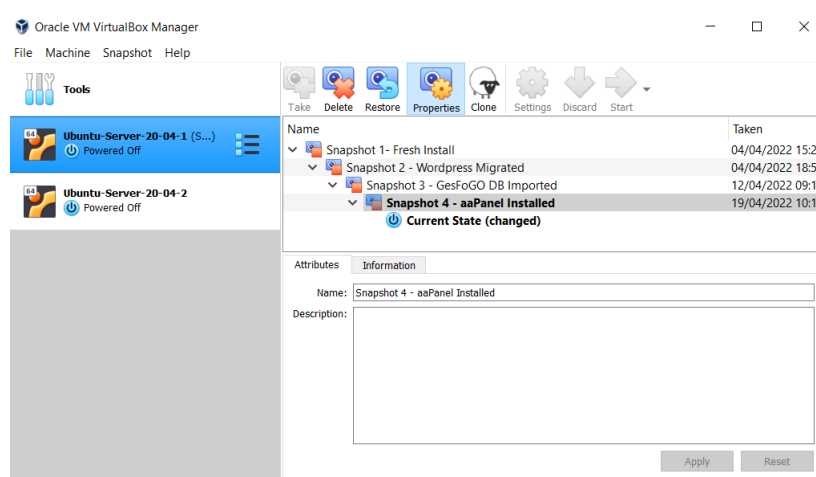 Oracle VM VirtualBox Manager
File Machine Snapshot Help
Tools
Take Delete Restore Properties Clone Settings Discard Start
64 Ubuntu-Server-20-04-1 (S...)
Powered Off
64 Ubuntu-Server-20-04-2
Powered Off
Name Taken
Snapshot 1- Fresh Install 04/04/2022 15:2
Snapshot 2 - Wordpress Migrated 04/04/2022 18:5
Snapshot 3 - GesFoGO DB Imported 12/04/2022 09:1
Snapshot 4 - aaPanel Installed 19/04/2022 10:1
Current State (changed)
Attributes Information
Name: Snapshot 4 - aaPanel Installed
Description:
Apply Reset